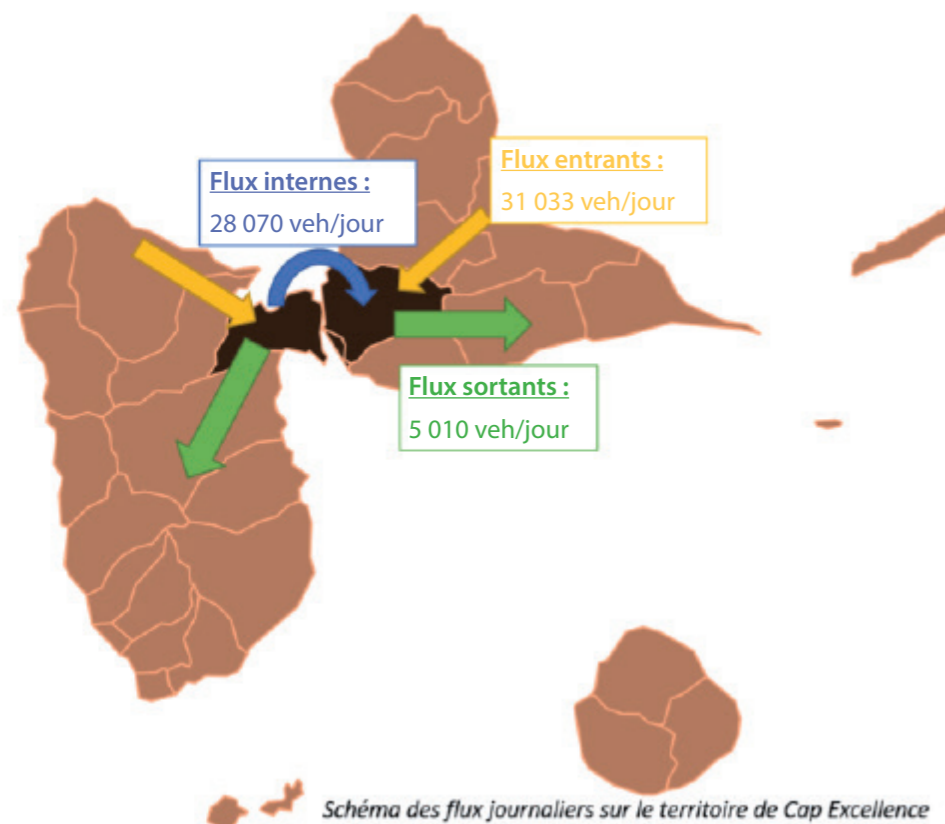 Flux internes :
28 070 veh/jour
Flux entrants :
31 033 veh/jour
Flux sortants :
5 010 veh/jour
Schéma des flux journaliers sur le territoire de Cap Excellence